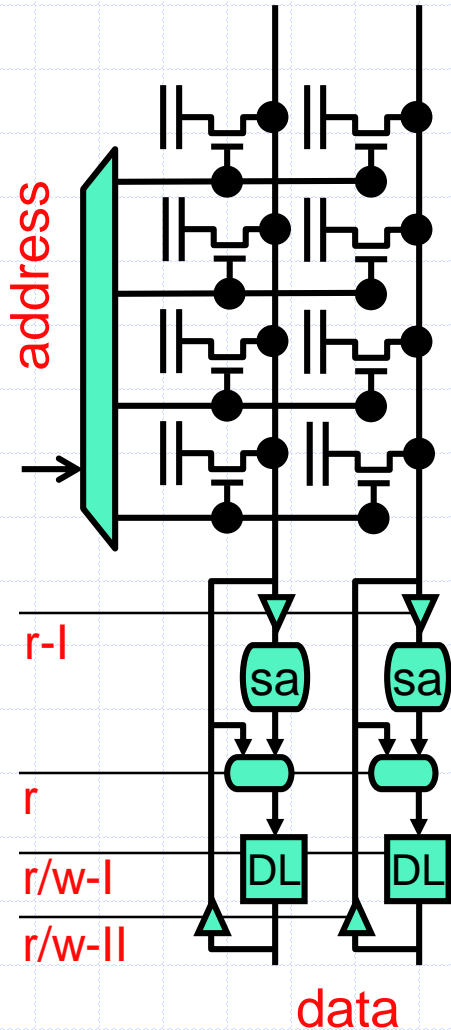 address
r-I
sa sa
r
r/w-I
DL DL
r/w-II
data